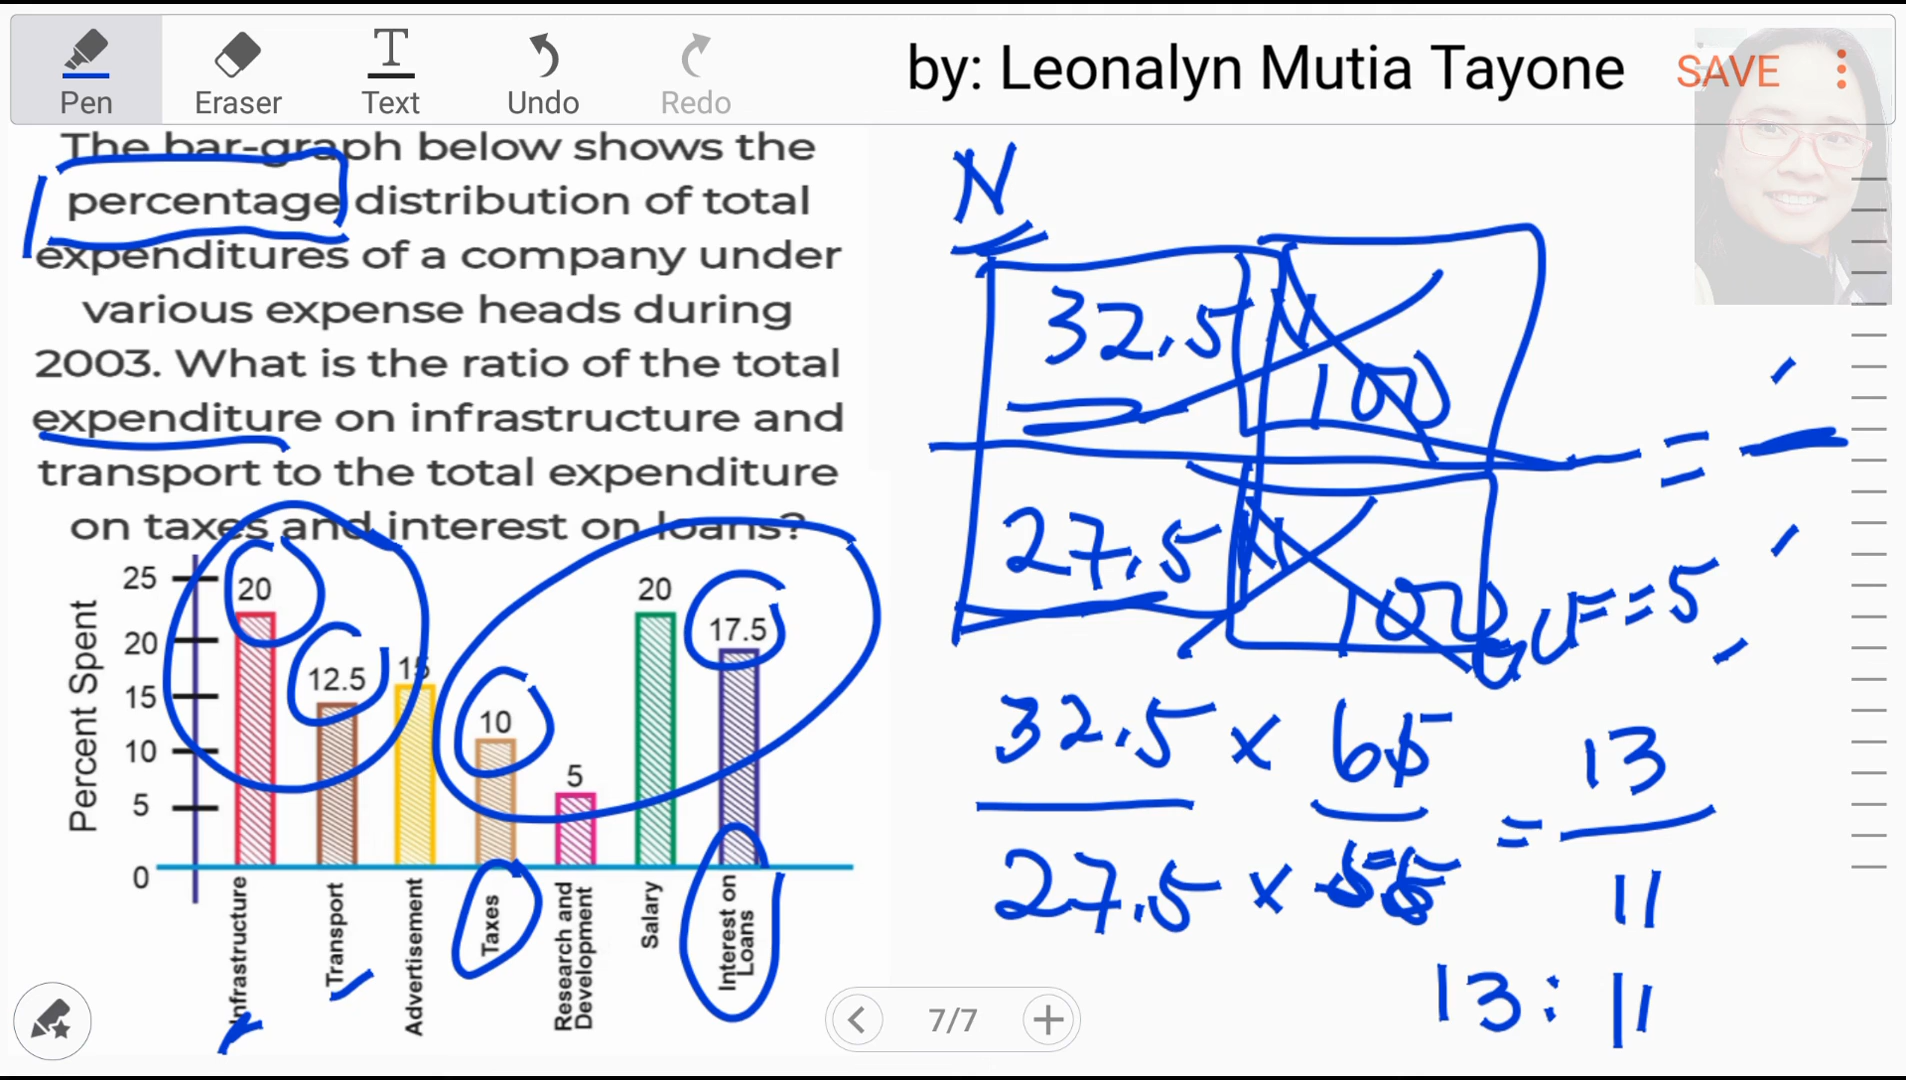 Pen
Eraser
Text
Undo
Redo
by: Leonalyn Mutia Tayone
SAVE
The bar-graph below shows the
percentage distribution of total
expenditures of a company under
various expense heads during
2003. What is the ratio of the total
expenditure on infrastructure and
transport to the total expenditure
on taxes and interest on loans?
Percent Spent
25
20
15
10
5
0
20
12.5
15
10
5
20
17.5
Infrastructure
Transport
Advertisement
Taxes
Research and
Development
Salary
Interest on
Loans
N
32.5
100
27.5
100
=
32.5 × 65
27.5 × 55
= 13
11
13 : 11
7/7